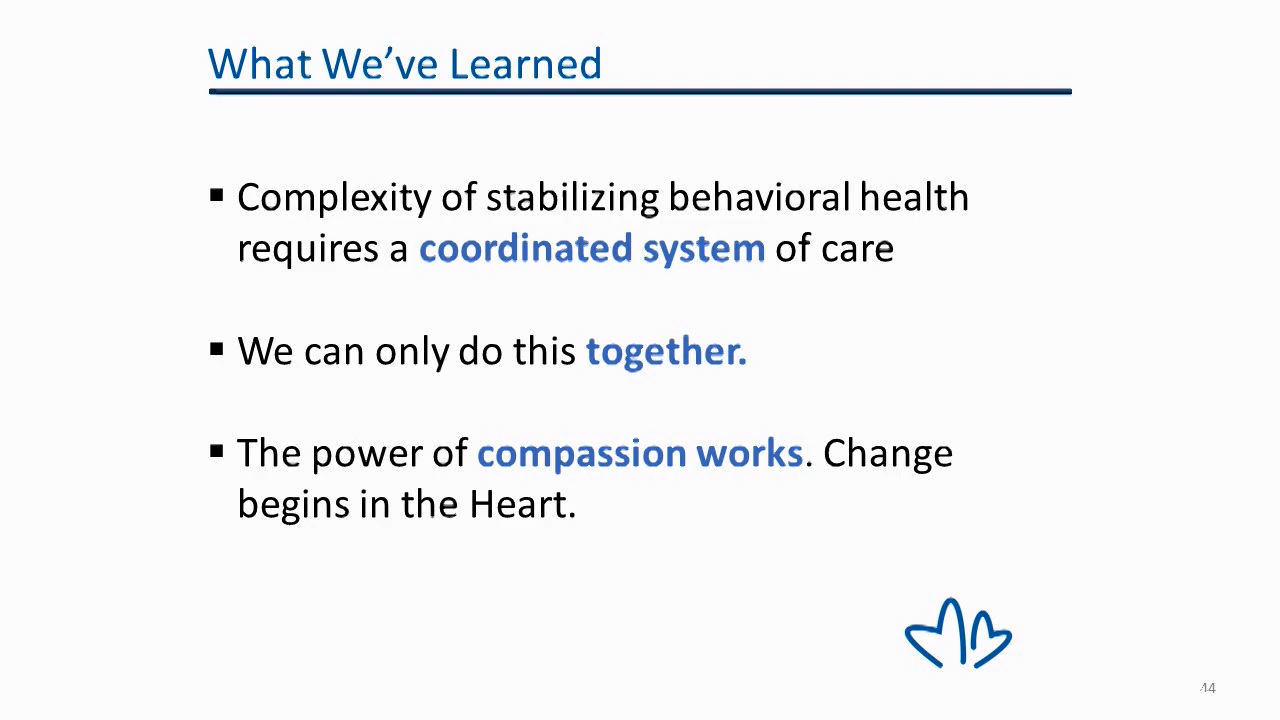 What We’ve Learned
▪ Complexity of stabilizing behavioral health
requires a coordinated system of care
▪ We can only do this together.
▪ The power of compassion works. Change
begins in the Heart.
44